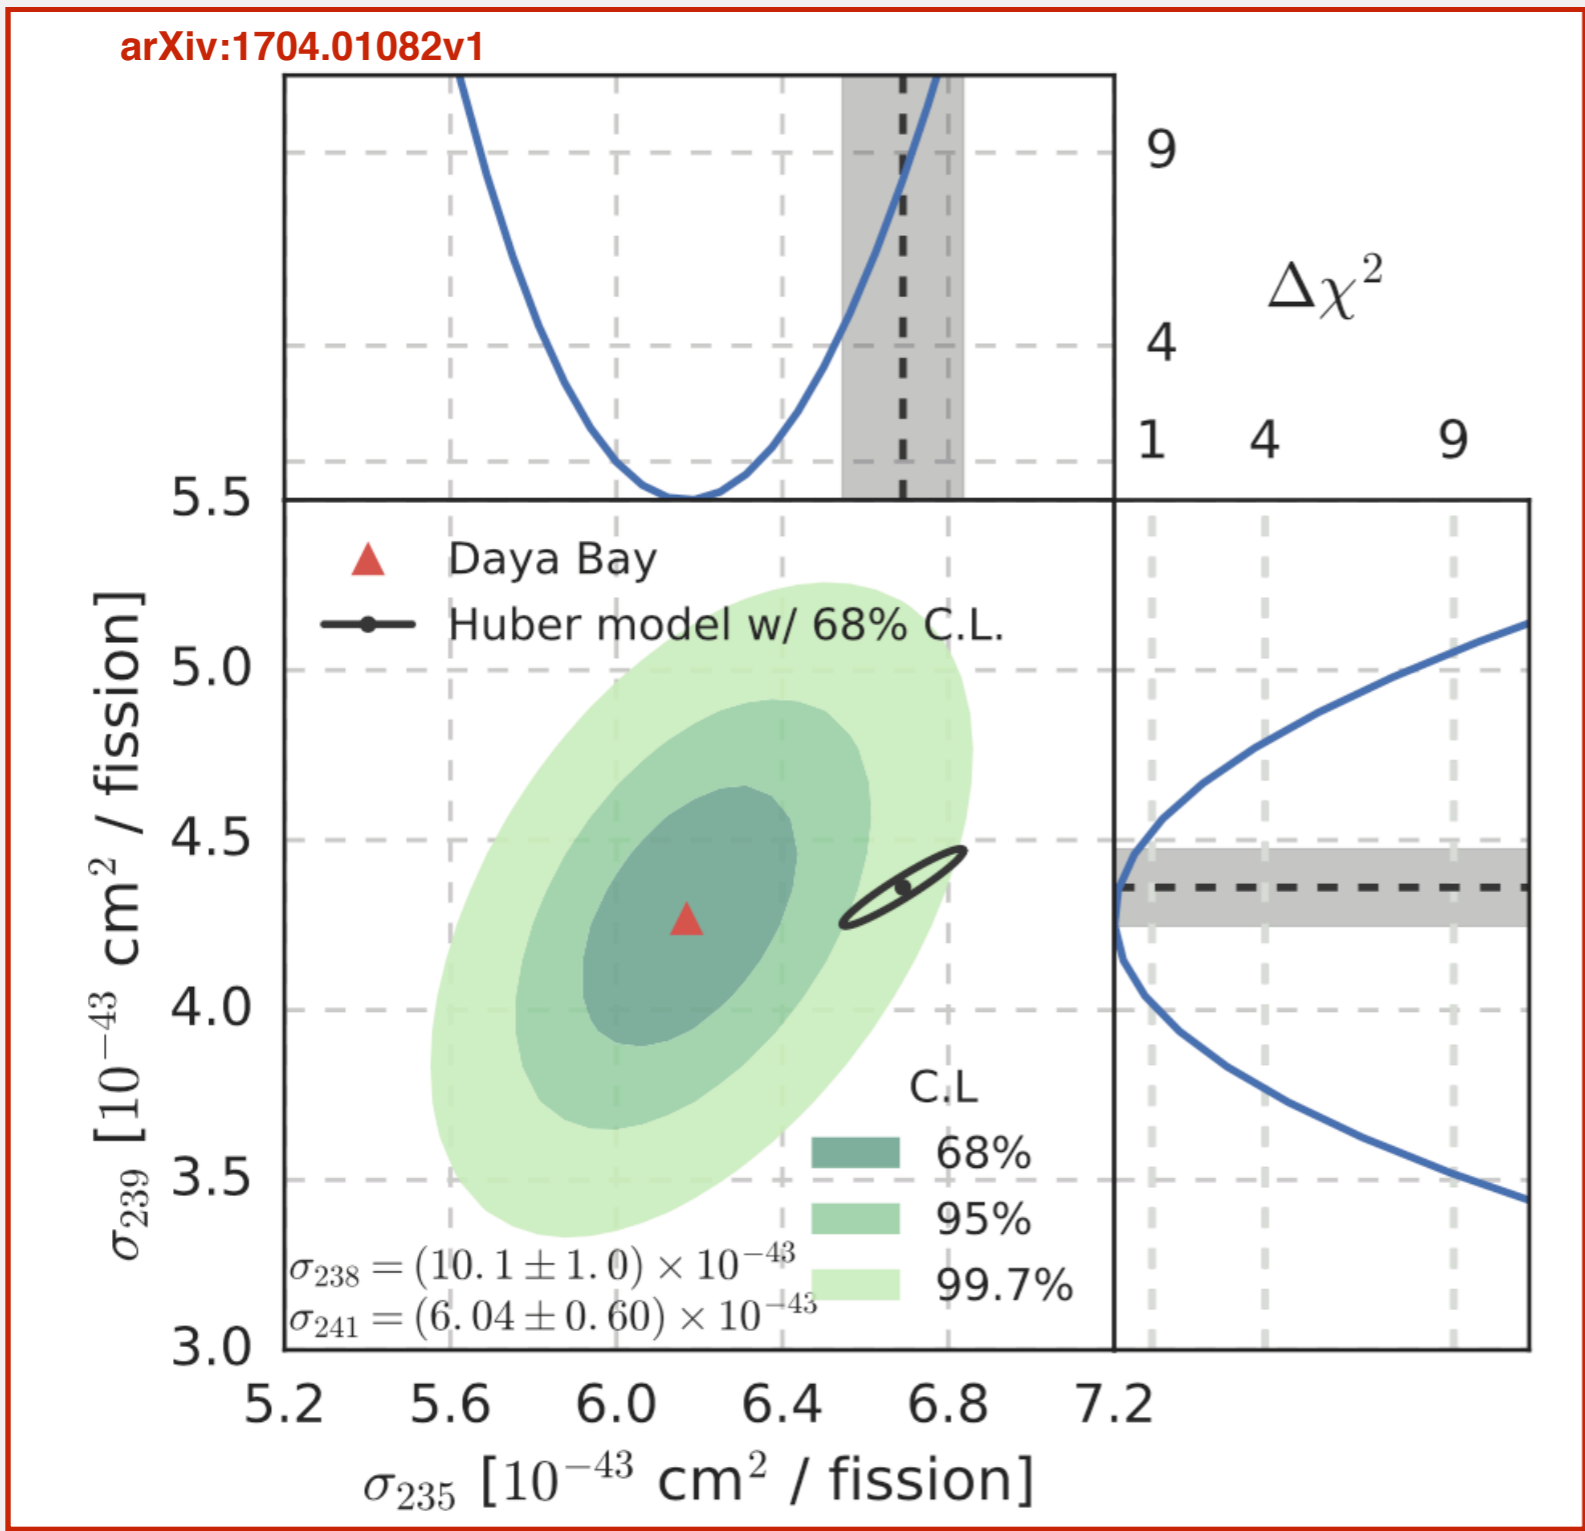 arXiv:1704.01082v1
9
4
Δχ²
1 4 9
5.5
Daya Bay
Huber model w/ 68% C.L.
5.0
4.5
4.0
3.5
3.0
σ₂₃₉ [10⁻⁴³ cm² / fission]
C.L
68%
95%
99.7%
σ₂₃₈ = (10.1 ± 1.0) × 10⁻⁴³
σ₂₄₁ = (6.04 ± 0.60) × 10⁻⁴³
5.2 5.6 6.0 6.4 6.8 7.2
σ₂₃₅ [10⁻⁴³ cm² / fission]